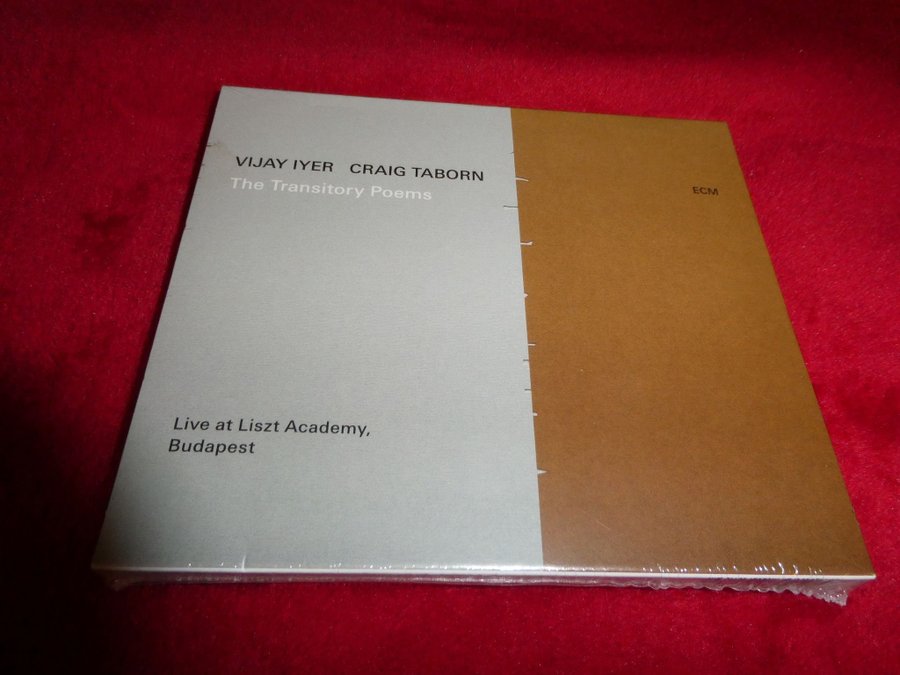 VIJAY IYER CRAIG TABORN
The Transitory Poems
ECM
Live at Liszt Academy,
Budapest